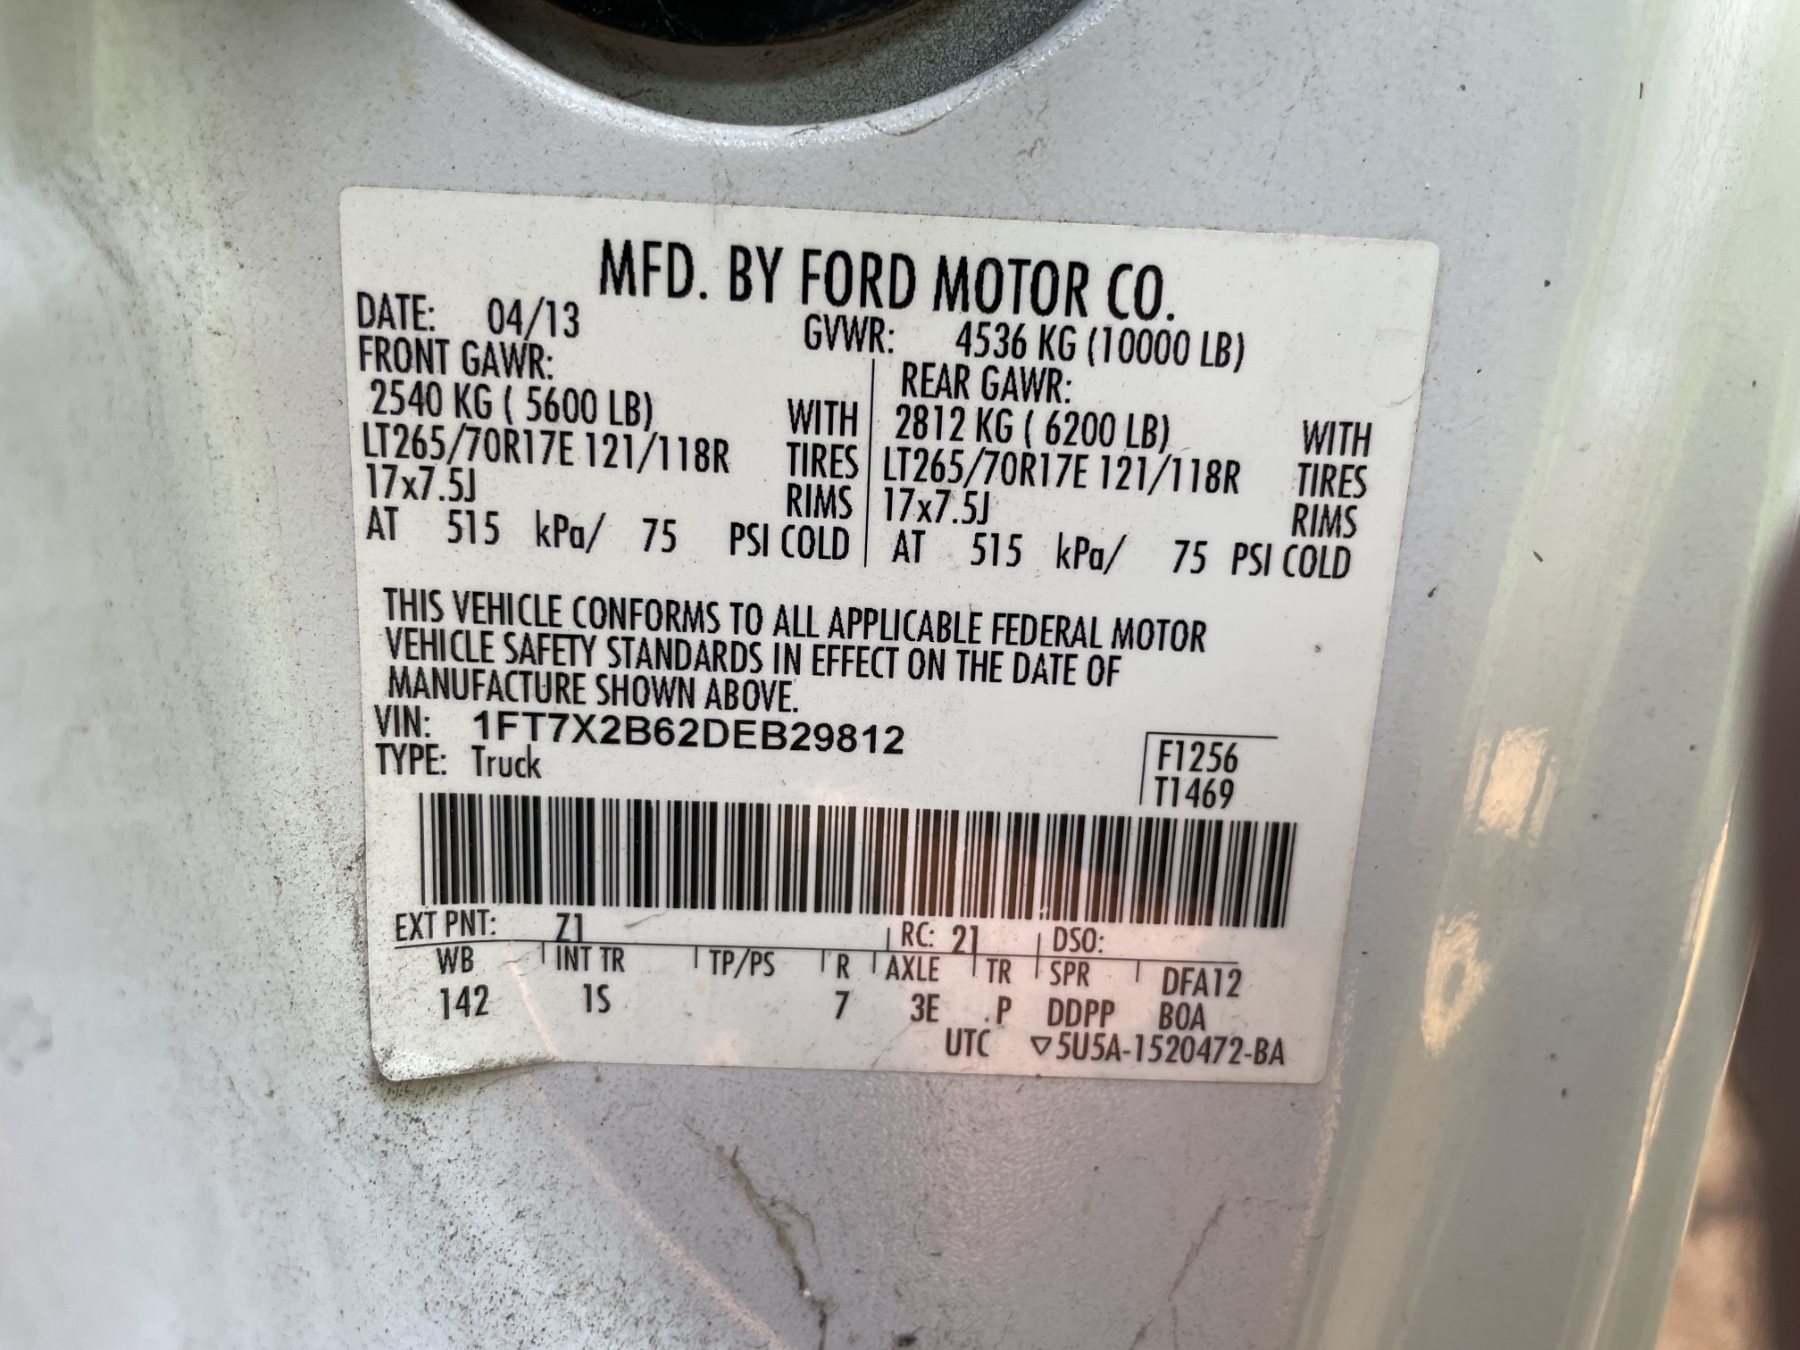 MFD. BY FORD MOTOR CO.
DATE: 04/13 GVWR: 4536 KG (10000 LB)
FRONT GAWR: REAR GAWR:
2540 KG ( 5600 LB) WITH 2812 KG ( 6200 LB) WITH
LT265/70R17E 121/118R TIRES LT265/70R17E 121/118R TIRES
17x7.5J RIMS 17x7.5J RIMS
AT 515 kPa/ 75 PSI COLD AT 515 kPa/ 75 PSI COLD
THIS VEHICLE CONFORMS TO ALL APPLICABLE FEDERAL MOTOR
VEHICLE SAFETY STANDARDS IN EFFECT ON THE DATE OF
MANUFACTURE SHOWN ABOVE.
VIN: 1FT7X2B62DEB29812
TYPE: Truck
F1256
T1469
EXT PNT: Z1 RC: 21 DSO:
WB INT TR TP/PS R AXLE TR SPR DFA12
142 1S 7 3E P DDPP BOA
UTC ▽5U5A-1520472-BA